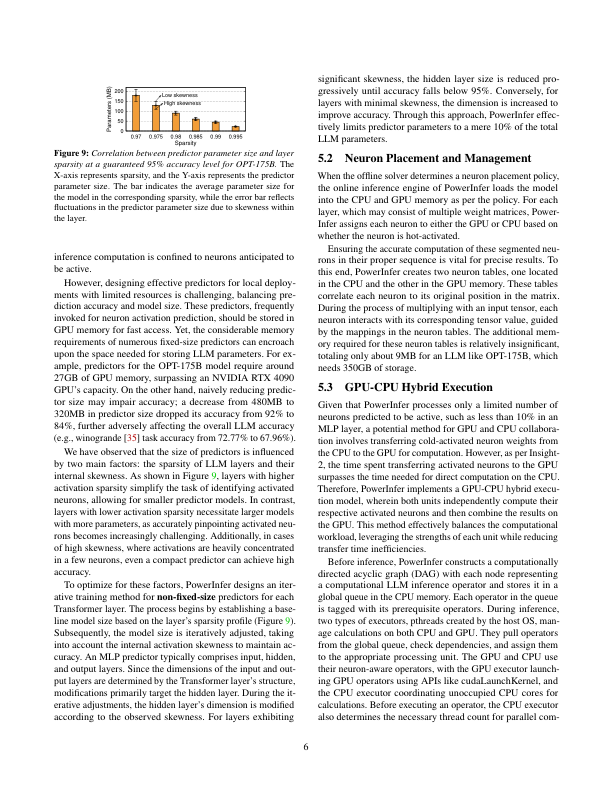 Parameters (MB)
200
150
100
50
0
Low skewness
High skewness
0.97 0.975 0.98 0.985 0.99 0.995
Sparsity
Figure 9: Correlation between predictor parameter size and layer
sparsity at a guaranteed 95% accuracy level for OPT-175B. The
X-axis represents sparsity, and the Y-axis represents the predictor
parameter size. The bar indicates the average parameter size for
the model in the corresponding sparsity, while the error bar reflects
fluctuations in the predictor parameter size due to skewness within
the layer.
inference computation is confined to neurons anticipated to
be active.
However, designing effective predictors for local deploy-
ments with limited resources is challenging, balancing pre-
diction accuracy and model size. These predictors, frequently
invoked for neuron activation prediction, should be stored in
GPU memory for fast access. Yet, the considerable memory
requirements of numerous fixed-size predictors can encroach
upon the space needed for storing LLM parameters. For ex-
ample, predictors for the OPT-175B model require around
27GB of GPU memory, surpassing an NVIDIA RTX 4090
GPU's capacity. On the other hand, naively reducing predic-
tor size may impair accuracy; a decrease from 480MB to
320MB in predictor size dropped its accuracy from 92% to
84%, further adversely affecting the overall LLM accuracy
(e.g., winogrande [35] task accuracy from 72.77% to 67.96%).
We have observed that the size of predictors is influenced
by two main factors: the sparsity of LLM layers and their
internal skewness. As shown in Figure 9, layers with higher
activation sparsity simplify the task of identifying activated
neurons, allowing for smaller predictor models. In contrast,
layers with lower activation sparsity necessitate larger models
with more parameters, as accurately pinpointing activated neu-
rons becomes increasingly challenging. Additionally, in cases
of high skewness, where activations are heavily concentrated
in a few neurons, even a compact predictor can achieve high
accuracy.
To optimize for these factors, PowerInfer designs an iter-
ative training method for non-fixed-size predictors for each
Transformer layer. The process begins by establishing a base-
line model size based on the layer's sparsity profile (Figure 9).
Subsequently, the model size is iteratively adjusted, taking
into account the internal activation skewness to maintain ac-
curacy. An MLP predictor typically comprises input, hidden,
and output layers. Since the dimensions of the input and out-
put layers are determined by the Transformer layer's structure,
modifications primarily target the hidden layer. During the it-
erative adjustments, the hidden layer's dimension is modified
according to the observed skewness. For layers exhibiting
significant skewness, the hidden layer size is reduced pro-
gressively until accuracy falls below 95%. Conversely, for
layers with minimal skewness, the dimension is increased to
improve accuracy. Through this approach, PowerInfer effec-
tively limits predictor parameters to a mere 10% of the total
LLM parameters.
5.2 Neuron Placement and Management
When the offline solver determines a neuron placement policy,
the online inference engine of PowerInfer loads the model
into the CPU and GPU memory as per the policy. For each
layer, which may consist of multiple weight matrices, Power-
Infer assigns each neuron to either the GPU or CPU based on
whether the neuron is hot-activated.
Ensuring the accurate computation of these segmented neu-
rons in their proper sequence is vital for precise results. To
this end, PowerInfer creates two neuron tables, one located
in the CPU and the other in the GPU memory. These tables
correlate each neuron to its original position in the matrix.
During the process of multiplying with an input tensor, each
neuron interacts with its corresponding tensor value, guided
by the mappings in the neuron tables. The additional mem-
ory required for these neuron tables is relatively insignificant,
totaling only about 9MB for an LLM like OPT-175B, which
needs 350GB of storage.
5.3 GPU-CPU Hybrid Execution
Given that PowerInfer processes only a limited number of
neurons predicted to be active, such as less than 10% in an
MLP layer, a potential method for GPU and CPU collabora-
tion involves transferring cold-activated neuron weights from
the CPU to the GPU for computation. However, as per Insight-
2, the time spent transferring activated neurons to the GPU
surpasses the time needed for direct computation on the CPU.
Therefore, PowerInfer implements a GPU-CPU hybrid execu-
tion model, wherein both units independently compute their
respective activated neurons and then combine the results on
the GPU. This method effectively balances the computational
workload, leveraging the strengths of each unit while reducing
transfer time inefficiencies.
Before inference, PowerInfer constructs a computationally
directed acyclic graph (DAG) with each node representing
a computational LLM inference operator and stores it in a
global queue in the CPU memory. Each operator in the queue
is tagged with its prerequisite operators. During inference,
two types of executors, pthreads created by the host OS, man-
age calculations on both CPU and GPU. They pull operators
from the global queue, check dependencies, and assign them
to the appropriate processing unit. The GPU and CPU use
their neuron-aware operators, with the GPU executor launch-
ing GPU operators using APIs like cudaLaunchKernel, and
the CPU executor coordinating unoccupied CPU cores for
calculations. Before executing an operator, the CPU executor
also determines the necessary thread count for parallel com-
6